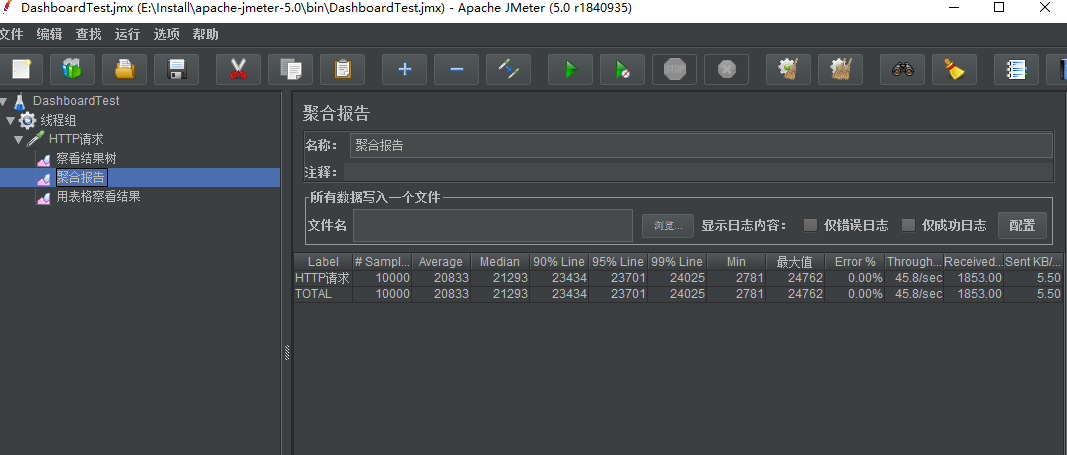 DashboardTest.jmx (E:\Install\apache-jmeter-5.0\bin\DashboardTest.jmx) - Apache JMeter (5.0 r1840935)
文件 编辑 查找 运行 选项 帮助
STOP
DashboardTest
线程组
HTTP请求
察看结果树
聚合报告
用表格察看结果
聚合报告
名称: 聚合报告
注释:
所有数据写入一个文件
文件名 浏览... 显示日志内容: 仅错误日志 仅成功日志 配置
Label # Sampl... Average Median 90% Line 95% Line 99% Line Min 最大值 Error % Through... Received... Sent KB/...
HTTP请求 10000 20833 21293 23434 23701 24025 2781 24762 0.00% 45.8/sec 1853.00 5.50
TOTAL 10000 20833 21293 23434 23701 24025 2781 24762 0.00% 45.8/sec 1853.00 5.50